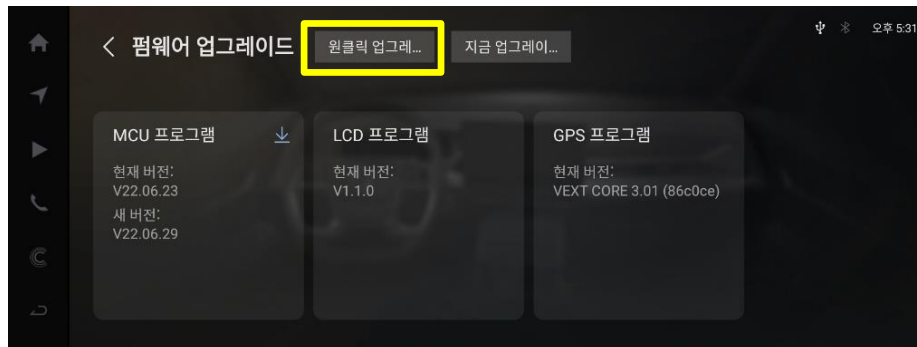 펌웨어 업그레이드
원클릭 업그레...
지금 업그레이...
오후 5:31
MCU 프로그램
현재 버전:
V22.06.23
새 버전:
V22.06.29
LCD 프로그램
현재 버전:
V1.1.0
GPS 프로그램
현재 버전:
VEXT CORE 3.01 (86c0ce)